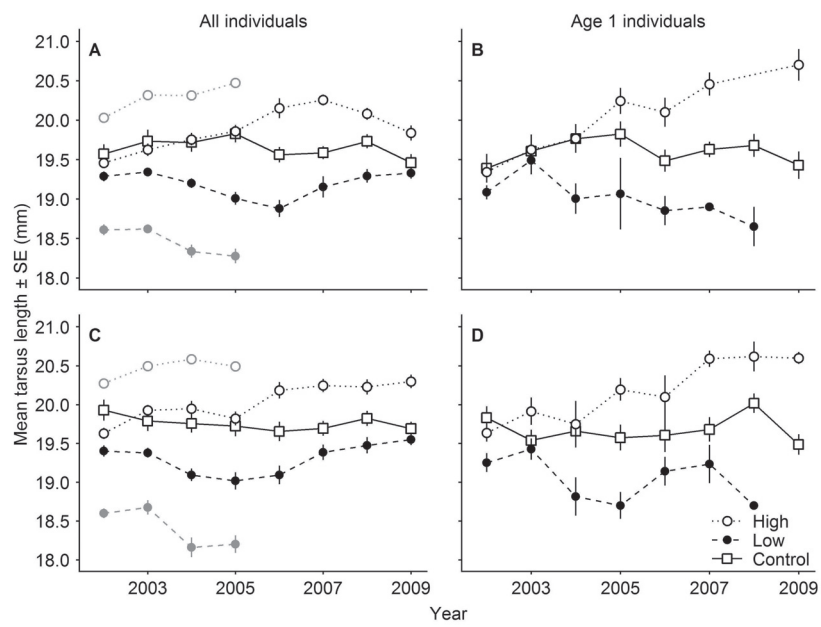 All individuals
Age 1 individuals
A
B
21.0
20.5
20.0
19.5
19.0
18.5
18.0
C
D
21.0
20.5
20.0
19.5
19.0
18.5
18.0
Mean tarsus length ± SE (mm)
High
Low
Control
2003 2005 2007 2009
2003 2005 2007 2009
Year